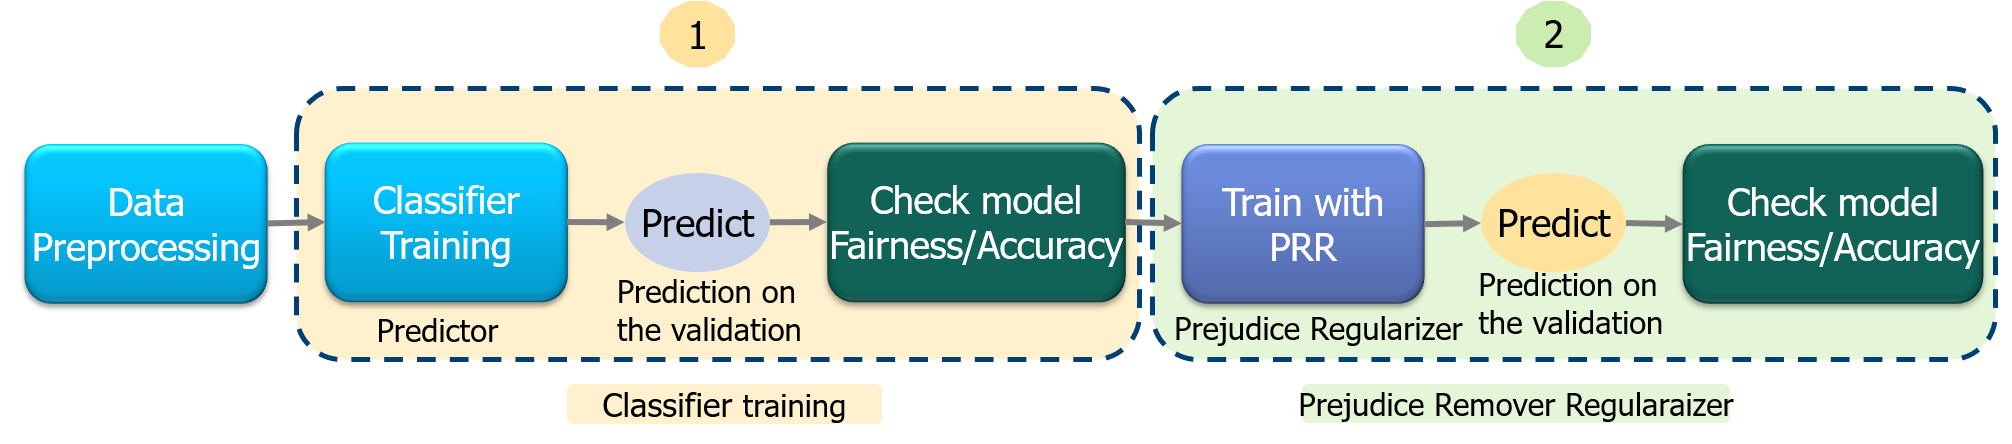 1
2
Data
Preprocessing
Classifier
Training
Predictor
Predict
Prediction on
the validation
Check model
Fairness/Accuracy
Train with
PRR
Prejudice Regularizer
Predict
Prediction on
the validation
Check model
Fairness/Accuracy
Classifier training
Prejudice Remover Regularaizer